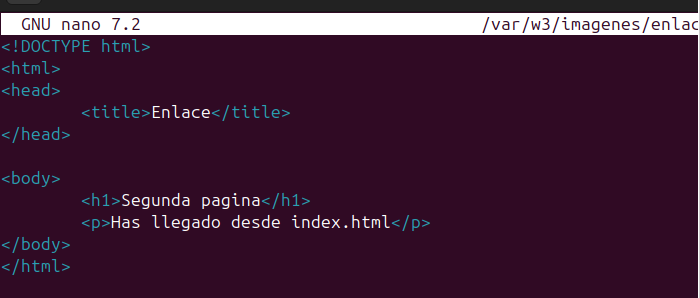 GNU nano 7.2 /var/w3/imagenes/enlac
<!DOCTYPE html>
<html>
<head>
<title>Enlace</title>
</head>
<body>
<h1>Segunda pagina</h1>
<p>Has llegado desde index.html</p>
</body>
</html>